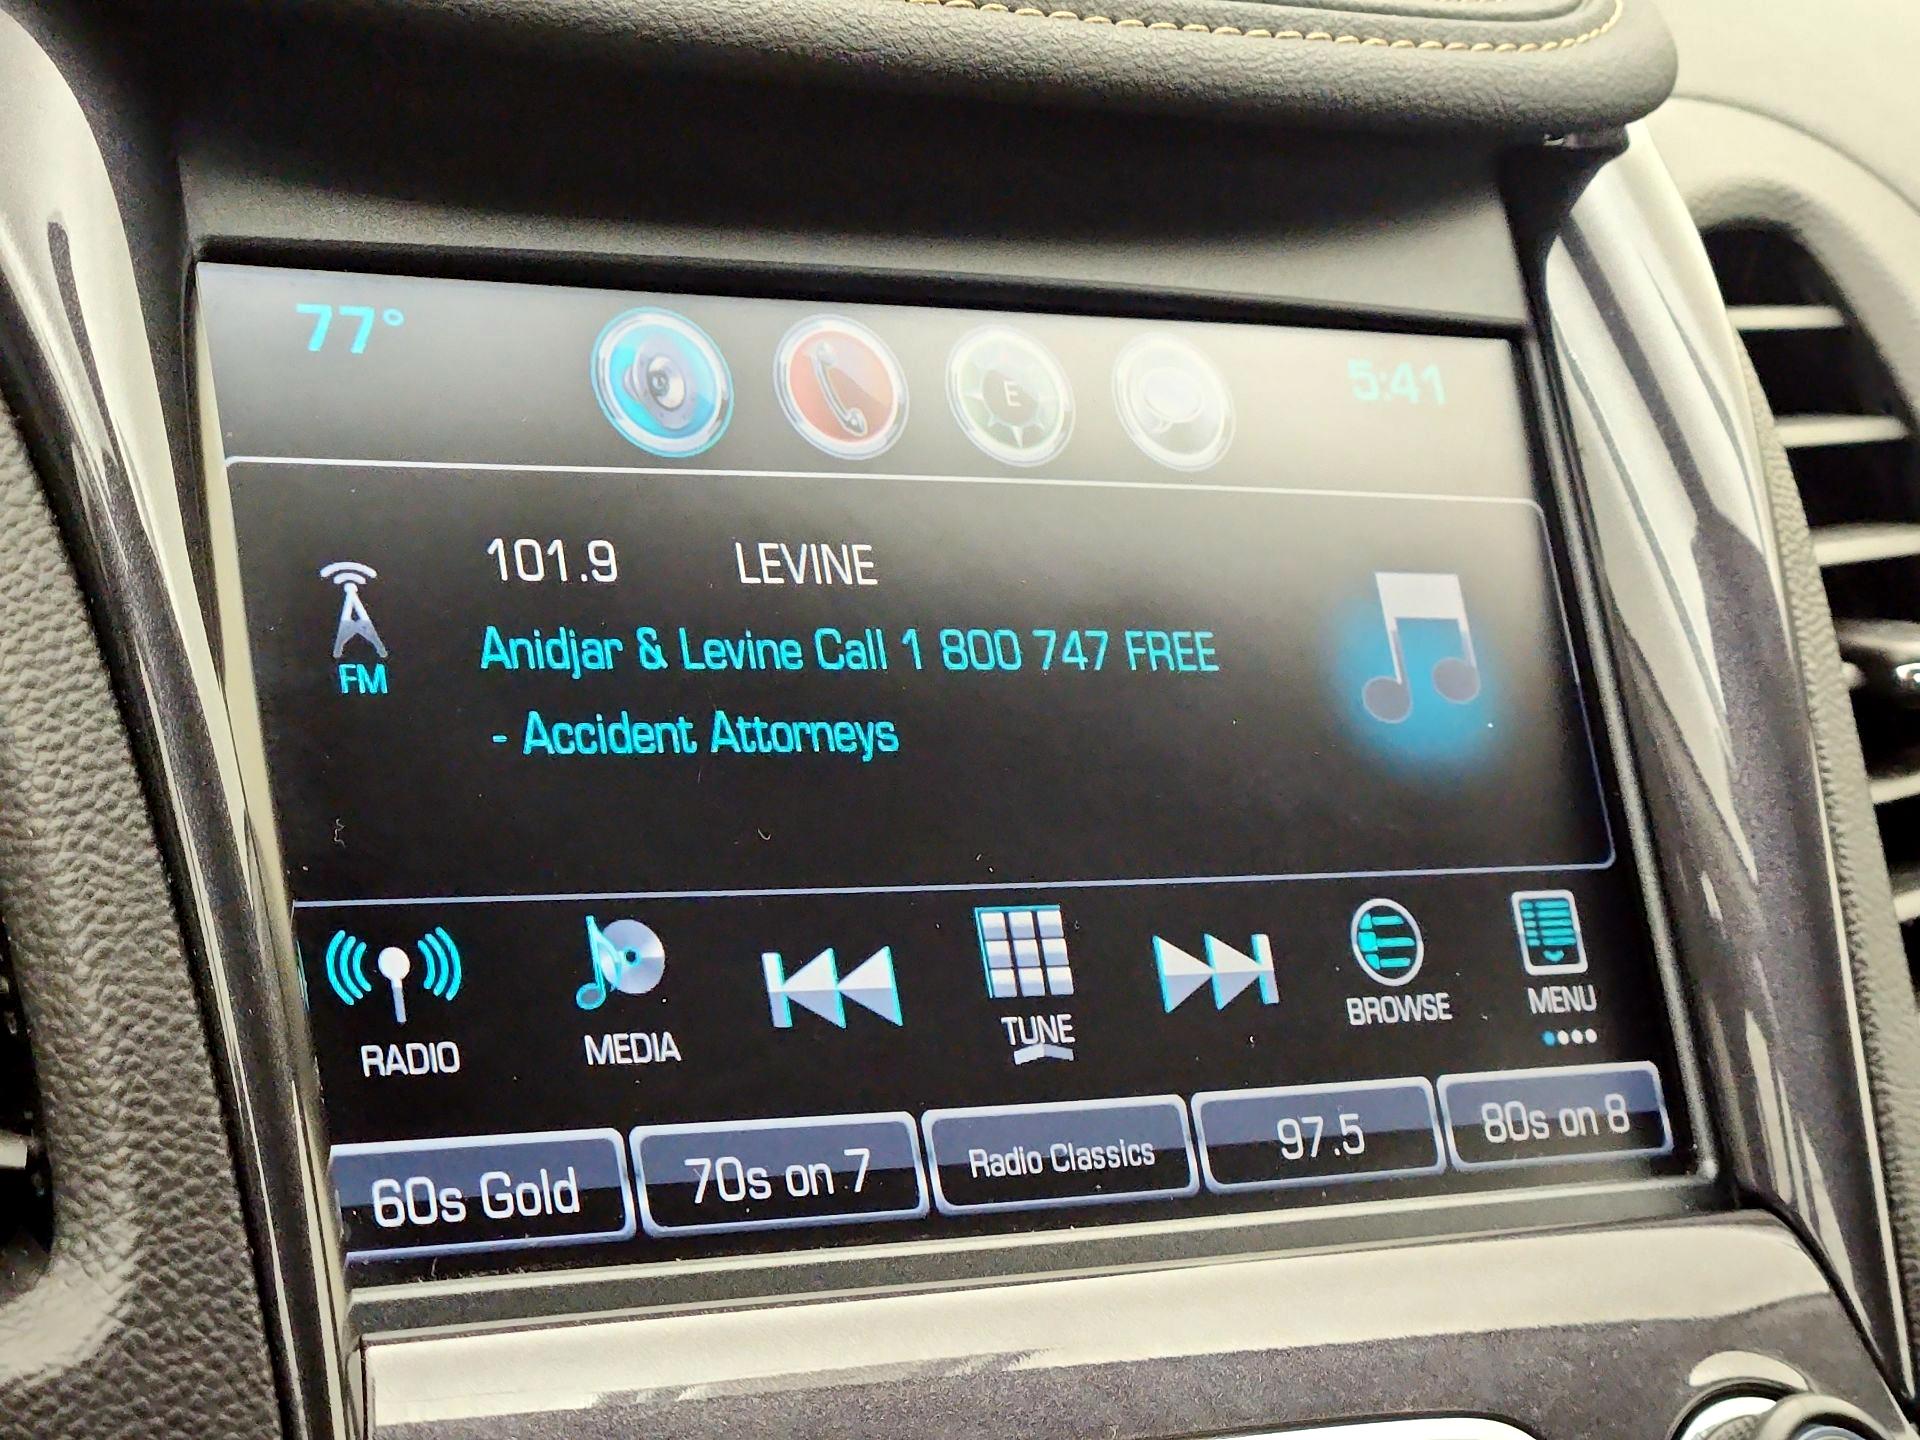 77° 5:41
E
101.9 LEVINE
FM
Anidjar & Levine Call 1 800 747 FREE
- Accident Attorneys
RADIO MEDIA TUNE BROWSE MENU
60s Gold 70s on 7 Radio Classics 97.5 80s on 8